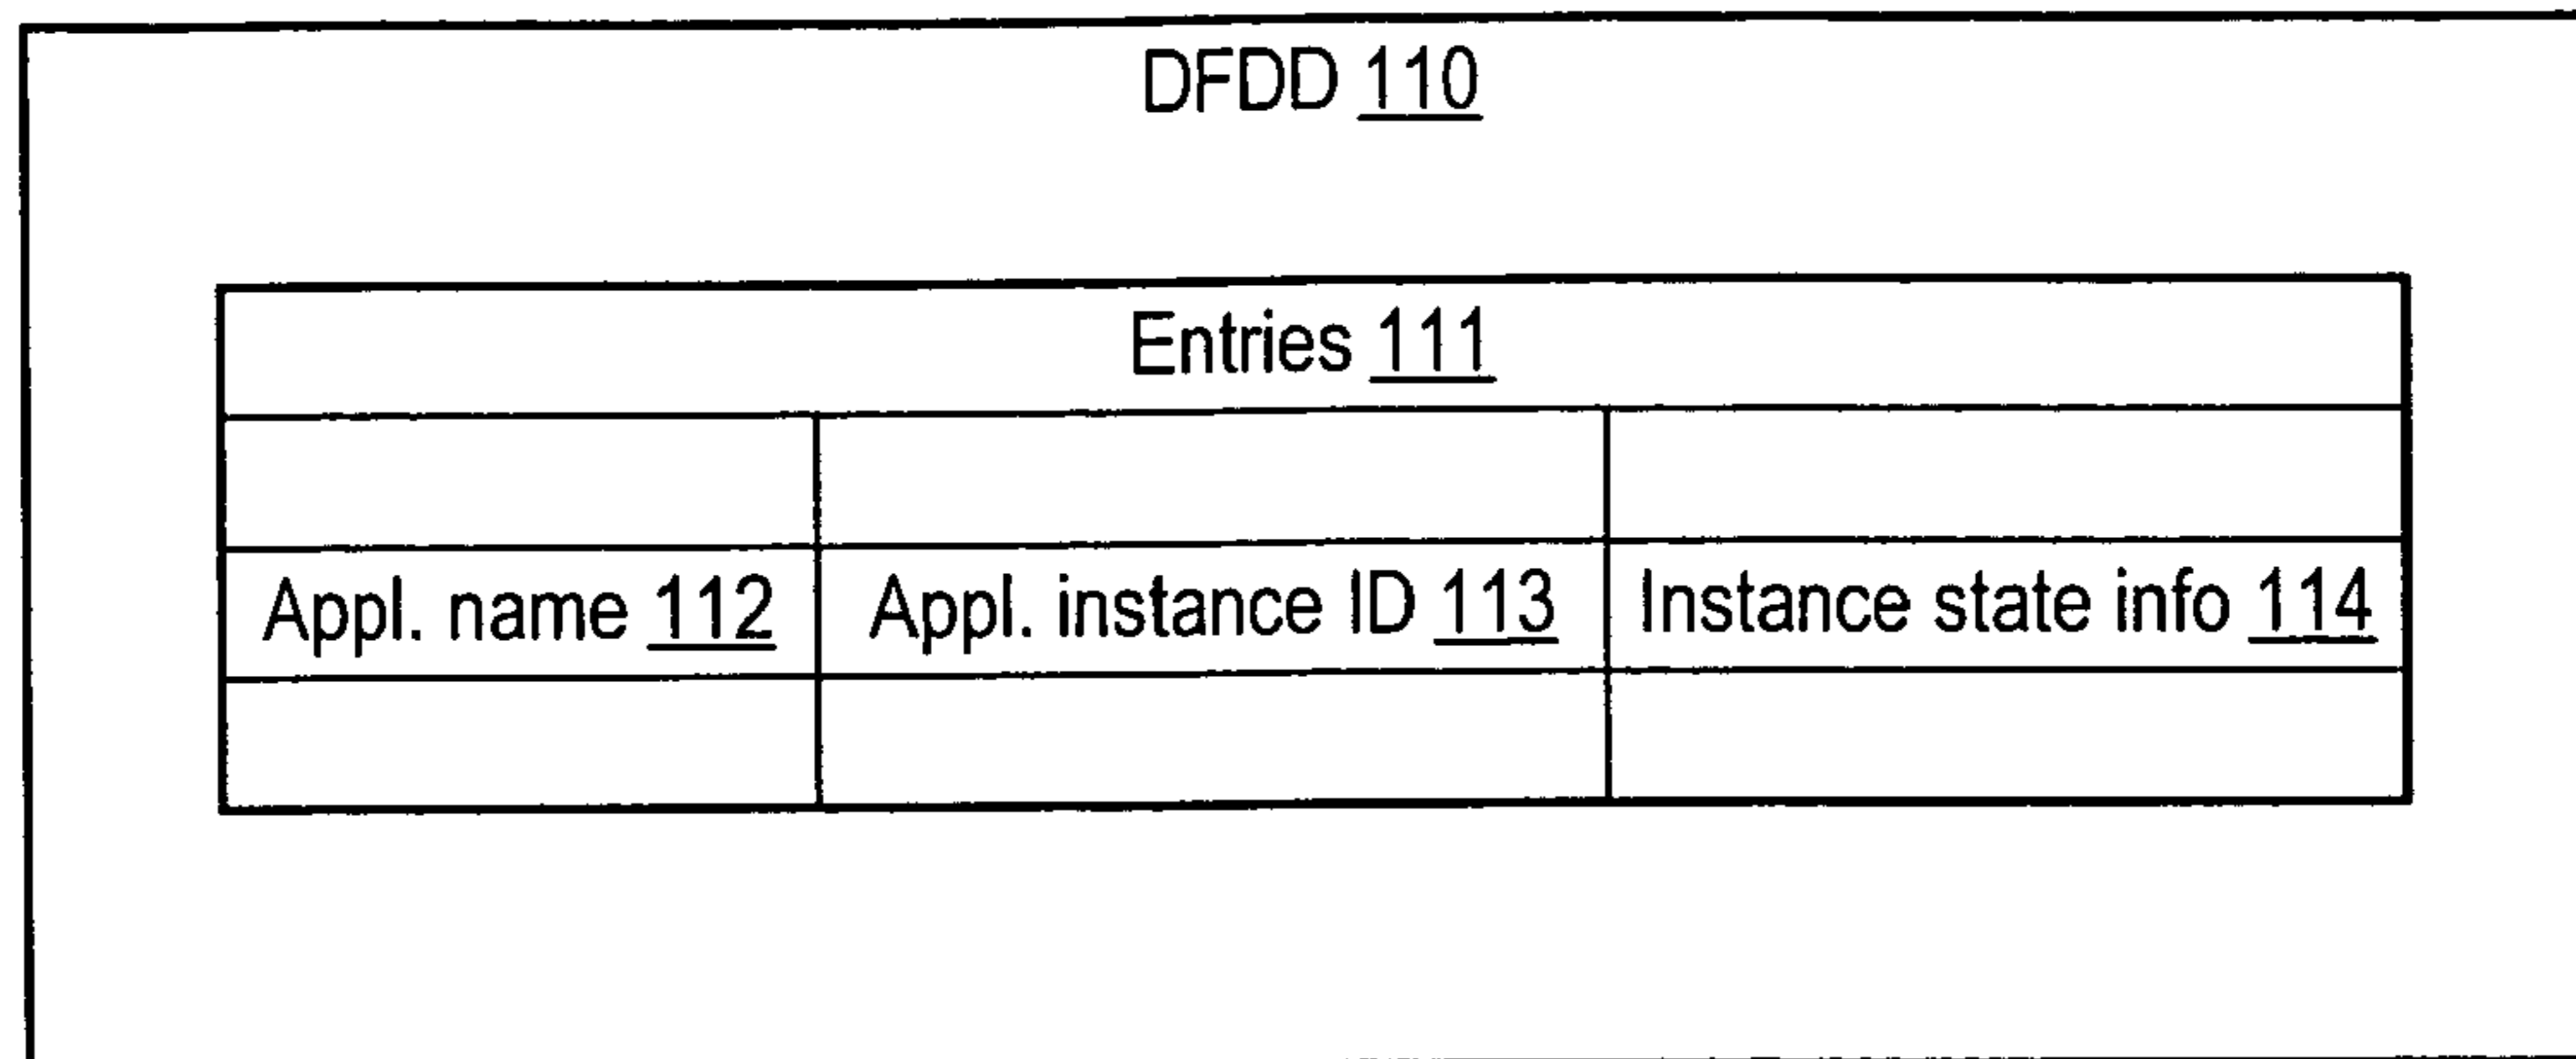 DFDD 110
Entries 111
Appl. name 112 Appl. instance ID 113 Instance state info 114